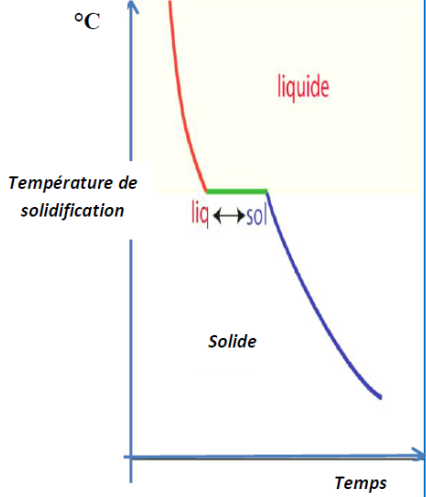 °C
liquide
Température de
solidification
liq sol
Solide
Temps